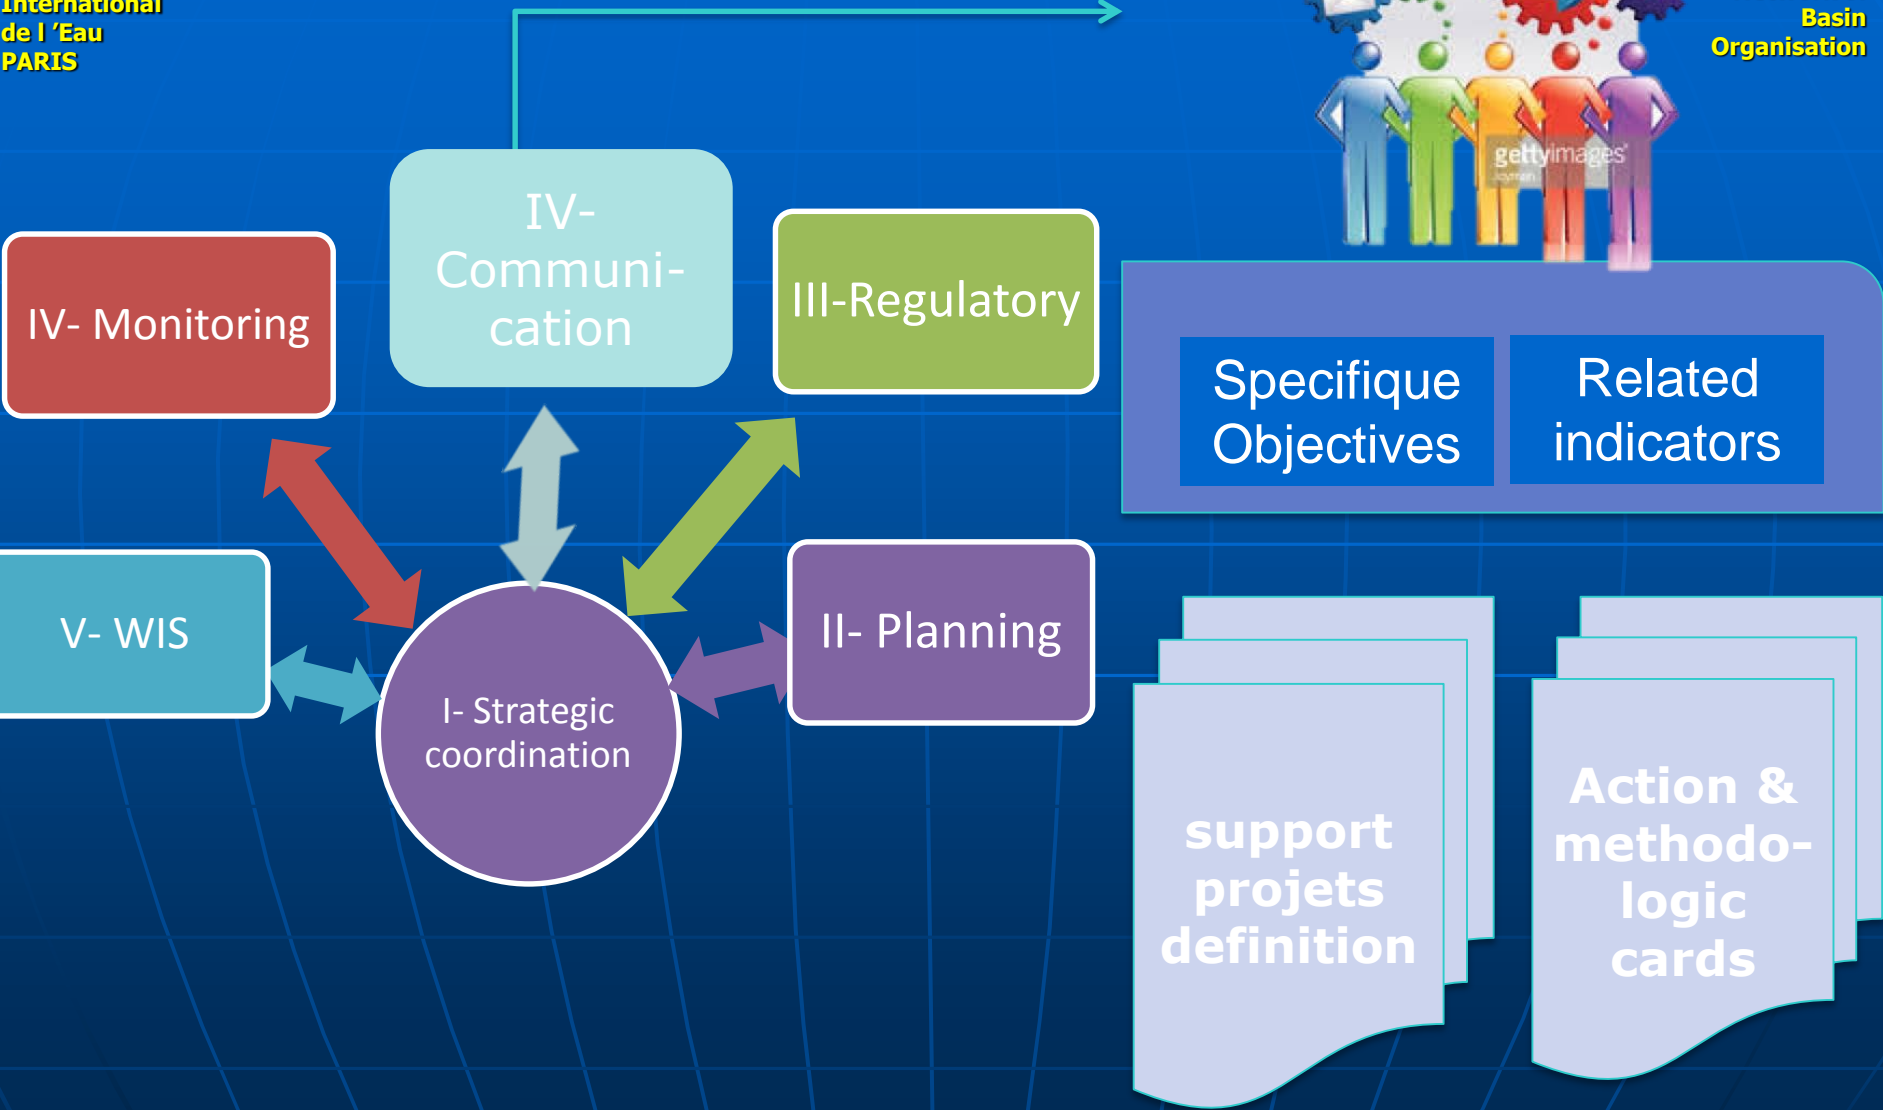 International
de l ’Eau
PARIS
Basin
Organisation
gettyimages
IV-
Communi-
cation
IV- Monitoring
III-Regulatory
Specifique
Objectives
Related
indicators
V- WIS
II- Planning
I- Strategic
coordination
support
projets
definition
Action &
methodo-
logic
cards